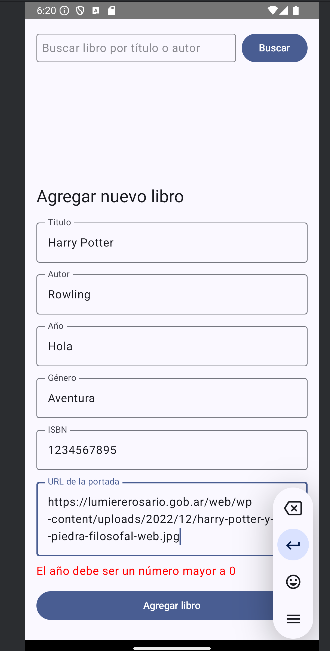 6:20
Buscar libro por título o autor
Buscar
Agregar nuevo libro
Título
Harry Potter
Autor
Rowling
Año
Hola
Género
Aventura
ISBN
1234567895
URL de la portada
https://lumiererosario.gob.ar/web/wp
-content/uploads/2022/12/harry-potter-y-
-piedra-filosofal-web.jpg
El año debe ser un número mayor a 0
Agregar libro